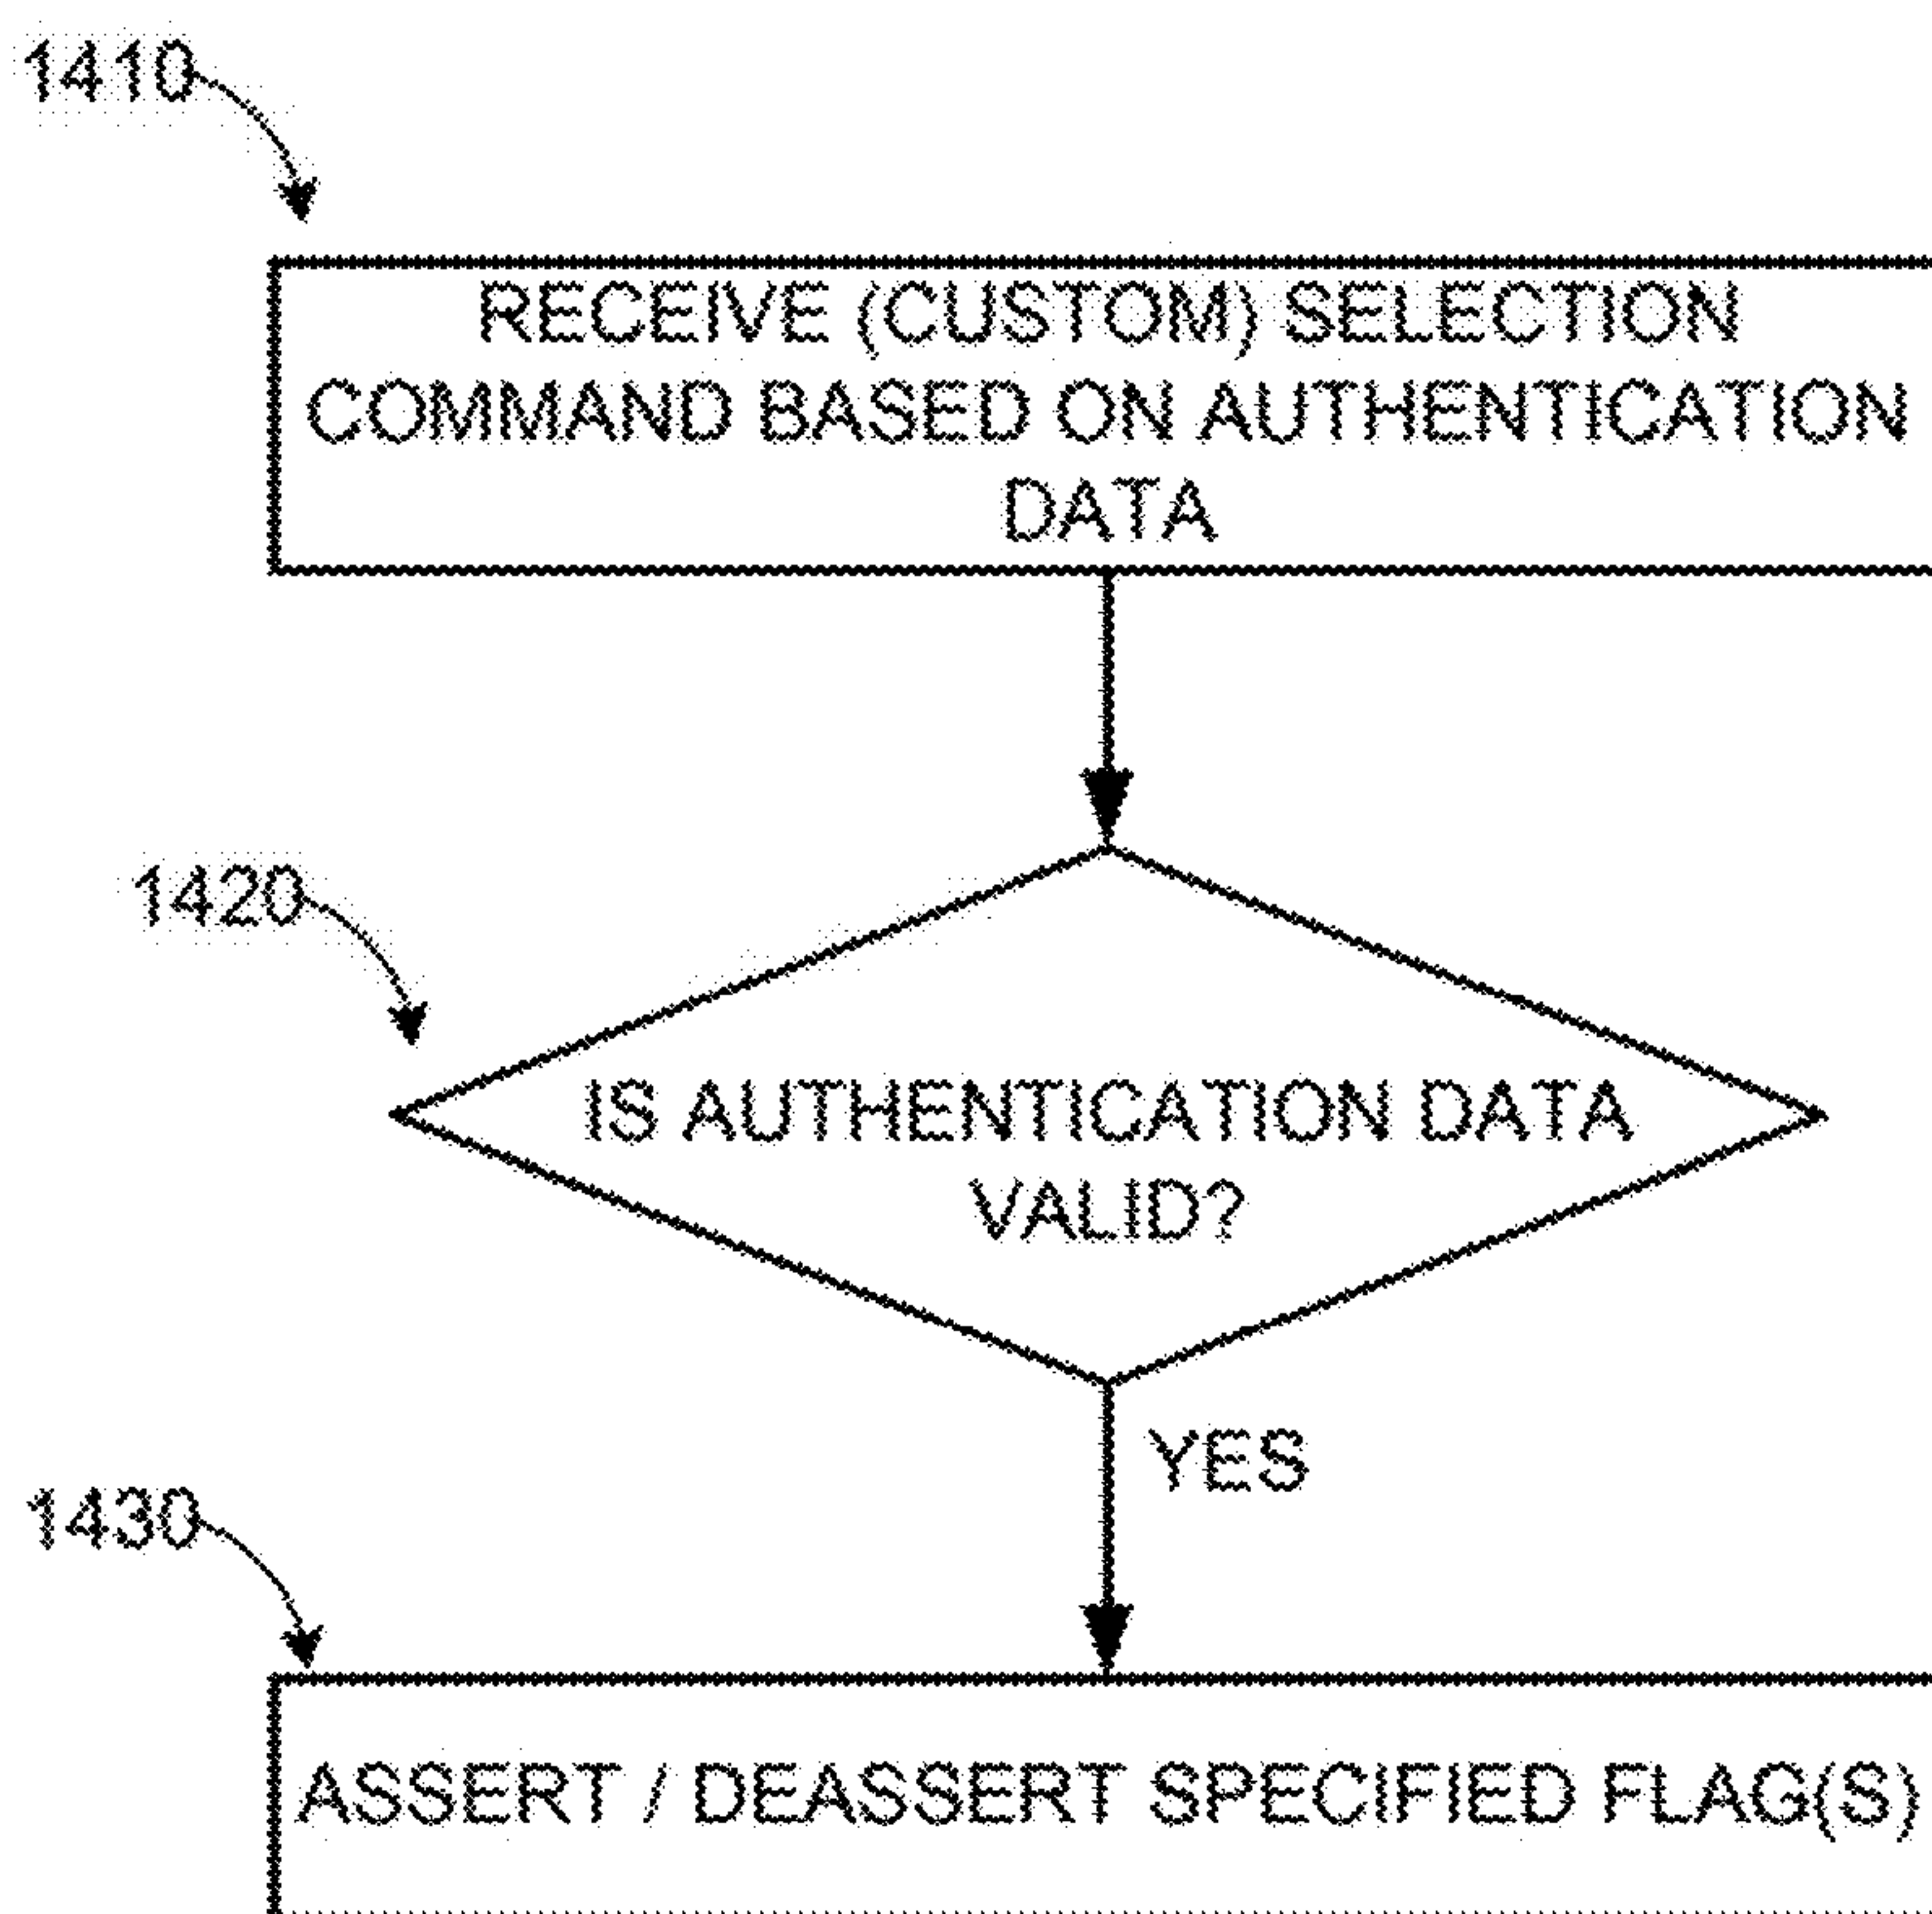 1410
RECEIVE (CUSTOM) SELECTION
COMMAND BASED ON AUTHENTICATION
DATA
1420
IS AUTHENTICATION DATA
VALID?
YES
1430
ASSERT / DEASSERT SPECIFIED FLAG(S)